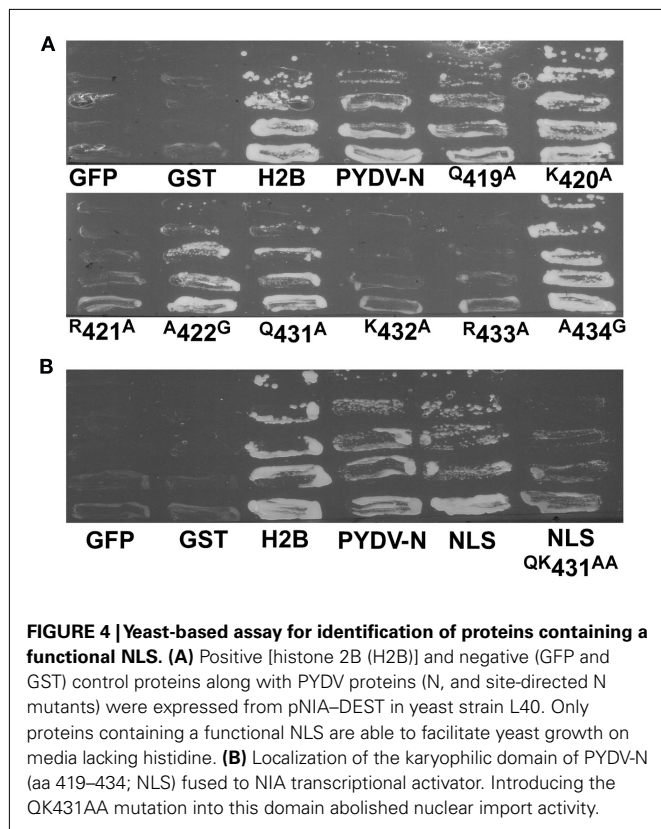 A
GFP GST H2B PYDV-N Q419A K420A
R421A A422G Q431A K432A R433A A434G
B
GFP GST H2B PYDV-N NLS NLS
QK431AA
FIGURE 4 | Yeast-based assay for identification of proteins containing a
functional NLS. (A) Positive [histone 2B (H2B)] and negative (GFP and
GST) control proteins along with PYDV proteins (N, and site-directed N
mutants) were expressed from pNIA–DEST in yeast strain L40. Only
proteins containing a functional NLS are able to facilitate yeast growth on
media lacking histidine. (B) Localization of the karyophilic domain of PYDV-N
(aa 419–434; NLS) fused to NIA transcriptional activator. Introducing the
QK431AA mutation into this domain abolished nuclear import activity.